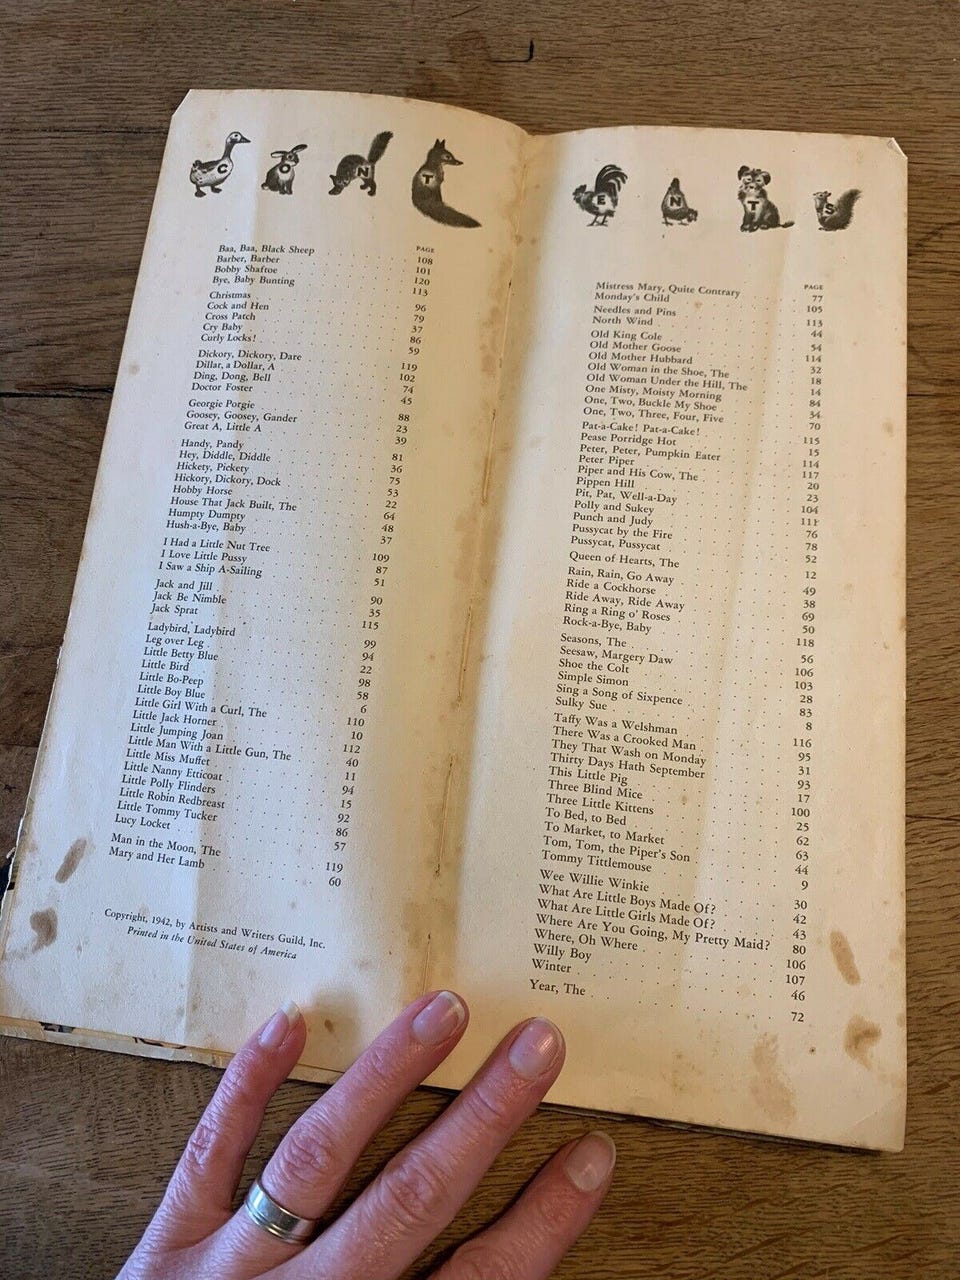 C O N T E N T S
PAGE
Baa, Baa, Black Sheep 108
Barber, Barber 101
Bobby Shaftoe 120
Bye, Baby Bunting 113
Christmas 96
Cock and Hen 79
Cross Patch 37
Cry Baby 86
Curly Locks! 59
Dickory, Dickory, Dare 119
Dillar, a Dollar, A 102
Ding, Dong, Bell 74
Doctor Foster 45
Georgie Porgie 88
Goosey, Goosey, Gander 23
Great A, Little A 39
Handy, Pandy 81
Hey, Diddle, Diddle 36
Hickety, Pickety 75
Hickory, Dickory, Dock 53
Hobby Horse 22
House That Jack Built, The 64
Humpty Dumpty 48
Hush-a-Bye, Baby 37
I Had a Little Nut Tree 109
I Love Little Pussy 87
I Saw a Ship A-Sailing 51
Jack and Jill 90
Jack Be Nimble 35
Jack Sprat 115
Ladybird, Ladybird 99
Leg over Leg 94
Little Betty Blue 22
Little Bird 98
Little Bo-Peep 58
Little Boy Blue 6
Little Girl With a Curl, The 110
Little Jack Horner 10
Little Jumping Joan 112
Little Man With a Little Gun, The 40
Little Miss Muffet 11
Little Nanny Etticoat 94
Little Polly Flinders 15
Little Robin Redbreast 92
Little Tommy Tucker 86
Lucy Locket 57
Man in the Moon, The 119
Mary and Her Lamb 60
Copyright, 1942, by Artists and Writers Guild, Inc.
Printed in the United States of America
PAGE
Mistress Mary, Quite Contrary 77
Monday's Child 105
Needles and Pins 113
North Wind 44
Old King Cole 54
Old Mother Goose 114
Old Mother Hubbard 32
Old Woman in the Shoe, The 18
Old Woman Under the Hill, The 14
One Misty, Moisty Morning 84
One, Two, Buckle My Shoe 34
One, Two, Three, Four, Five 70
Pat-a-Cake! Pat-a-Cake! 115
Pease Porridge Hot 15
Peter, Peter, Pumpkin Eater 114
Peter Piper 117
Piper and His Cow, The 20
Pippen Hill 23
Pit, Pat, Well-a-Day 104
Polly and Sukey 111
Punch and Judy 76
Pussycat by the Fire 78
Pussycat, Pussycat 52
Queen of Hearts, The 12
Rain, Rain, Go Away 49
Ride a Cockhorse 38
Ride Away, Ride Away 69
Ring a Ring o' Roses 50
Rock-a-Bye, Baby 118
Seasons, The 56
Seesaw, Margery Daw 106
Shoe the Colt 103
Simple Simon 28
Sing a Song of Sixpence 83
Sulky Sue 8
Taffy Was a Welshman 116
There Was a Crooked Man 95
They That Wash on Monday 31
Thirty Days Hath September 93
This Little Pig 17
Three Blind Mice 100
Three Little Kittens 25
To Bed, to Bed 62
To Market, to Market 63
Tom, Tom, the Piper's Son 44
Tommy Tittlemouse 9
Wee Willie Winkie 30
What Are Little Boys Made Of? 42
What Are Little Girls Made Of? 43
Where Are You Going, My Pretty Maid? 80
Where, Oh Where 106
Willy Boy 107
Winter 46
Year, The 72